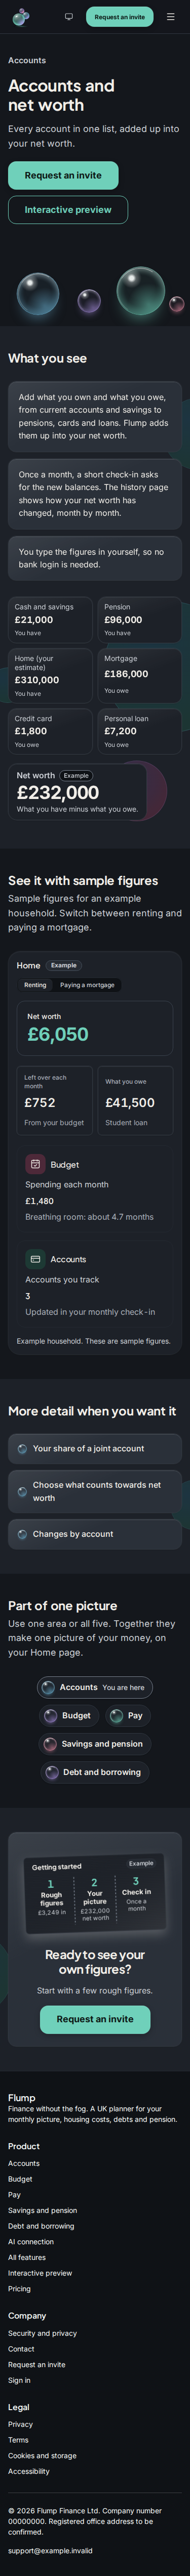 Request an invite
Accounts
Accounts and
net worth
Every account in one list, added up into
your net worth.
Request an invite
Interactive preview
What you see
Add what you own and what you owe,
from current accounts and savings to
pensions, cards and loans. Flump adds
them up into your net worth.
Once a month, a short check-in asks
for the new balances. The history page
shows how your net worth has
changed, month by month.
You type the figures in yourself, so no
bank login is needed.
Cash and savings
£21,000
You have
Pension
£96,000
You have
Home (your
estimate)
£310,000
You have
Mortgage
£186,000
You owe
Credit card
£1,800
You owe
Personal loan
£7,200
You owe
Net worth Example
£232,000
What you have minus what you owe.
See it with sample figures
Sample figures for an example
household. Switch between renting and
paying a mortgage.
Home Example
Renting Paying a mortgage
Net worth
£6,050
Left over each
month
£752
From your budget
What you owe
£41,500
Student loan
Budget
Spending each month
£1,480
Breathing room: about 4.7 months
Accounts
Accounts you track
3
Updated in your monthly check-in
Example household. These are sample figures.
More detail when you want it
Your share of a joint account
Choose what counts towards net
worth
Changes by account
Part of one picture
Use one area or all five. Together they
make one picture of your money, on
your Home page.
Accounts You are here
Budget
Pay
Savings and pension
Debt and borrowing
Getting started Example
1
Rough
figures
£3,249 in
2
Your
picture
£232,000
net worth
3
Check in
Once a
month
Ready to see your
own figures?
Start with a few rough figures.
Request an invite
Flump
Finance without the fog. A UK planner for your
monthly picture, housing costs, debts and pension.
Product
Accounts
Budget
Pay
Savings and pension
Debt and borrowing
AI connection
All features
Interactive preview
Pricing
Company
Security and privacy
Contact
Request an invite
Sign in
Legal
Privacy
Terms
Cookies and storage
Accessibility
© 2026 Flump Finance Ltd. Company number
00000000. Registered office address to be
confirmed.
support@example.invalid